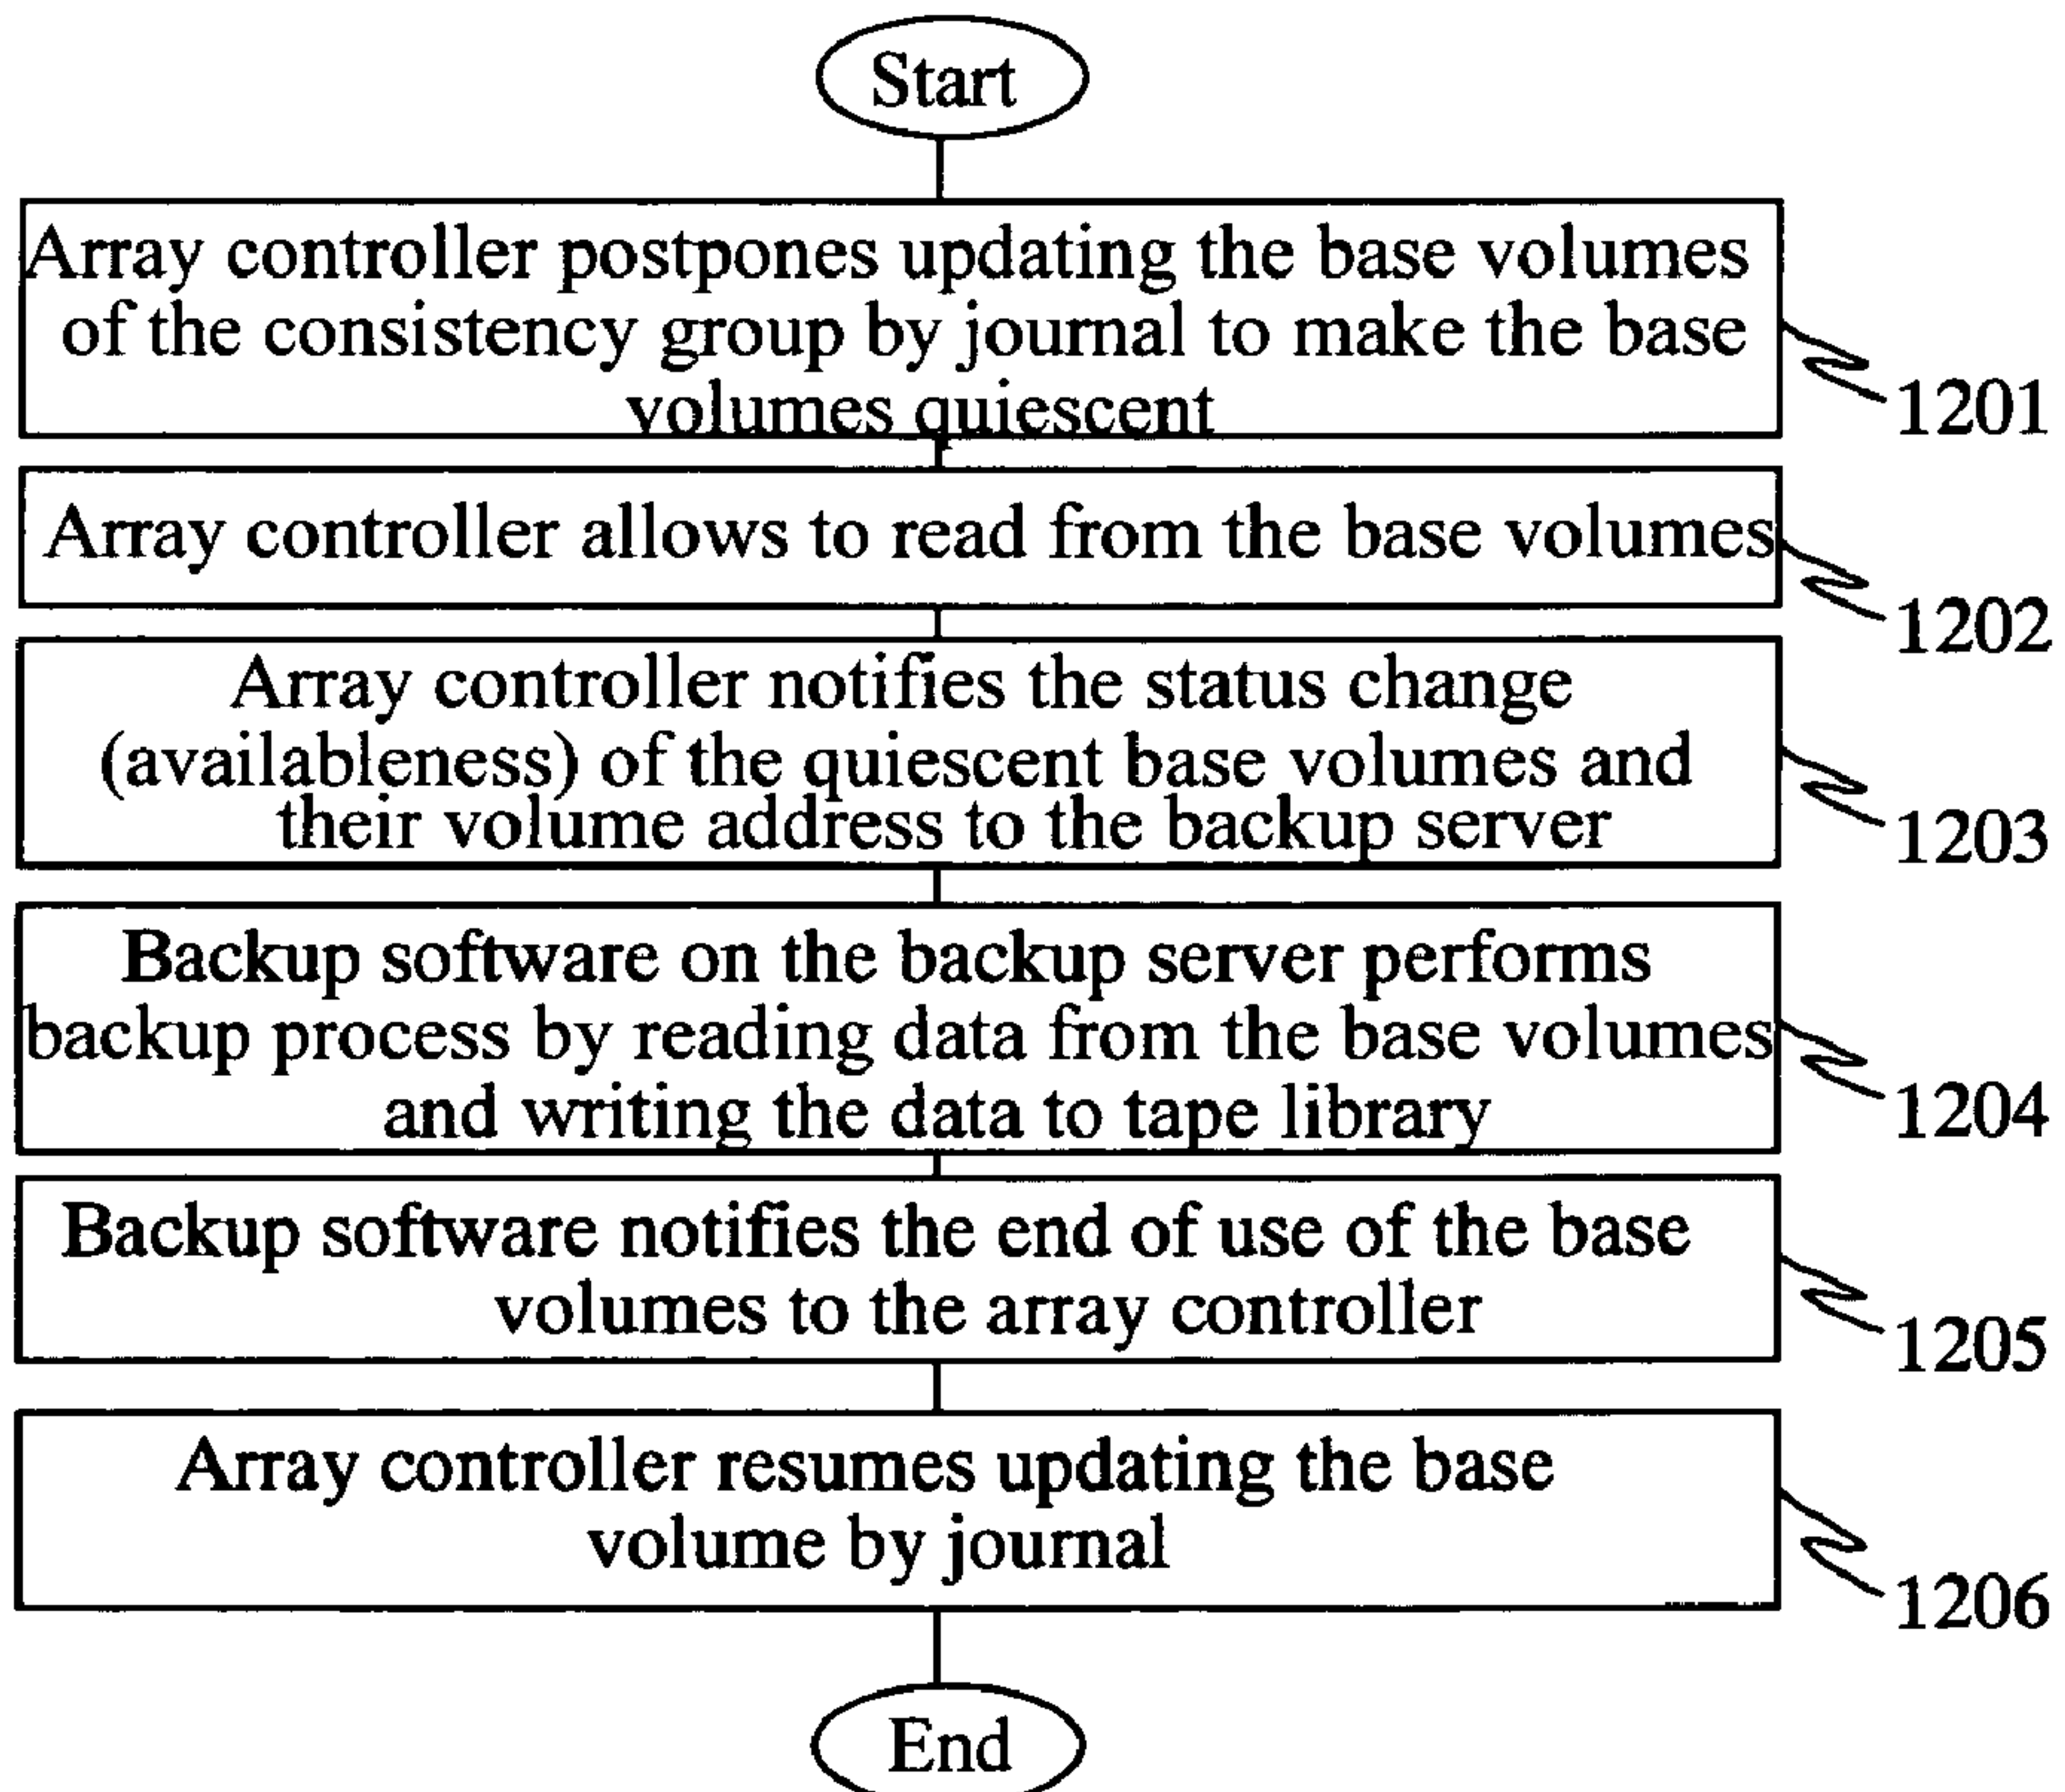 Start
Array controller postpones updating the base volumes
of the consistency group by journal to make the base
volumes quiescent
1201
Array controller allows to read from the base volumes
1202
Array controller notifies the status change
(availableness) of the quiescent base volumes and
their volume address to the backup server
1203
Backup software on the backup server performs
backup process by reading data from the base volumes
and writing the data to tape library
1204
Backup software notifies the end of use of the base
volumes to the array controller
1205
Array controller resumes updating the base
volume by journal
1206
End